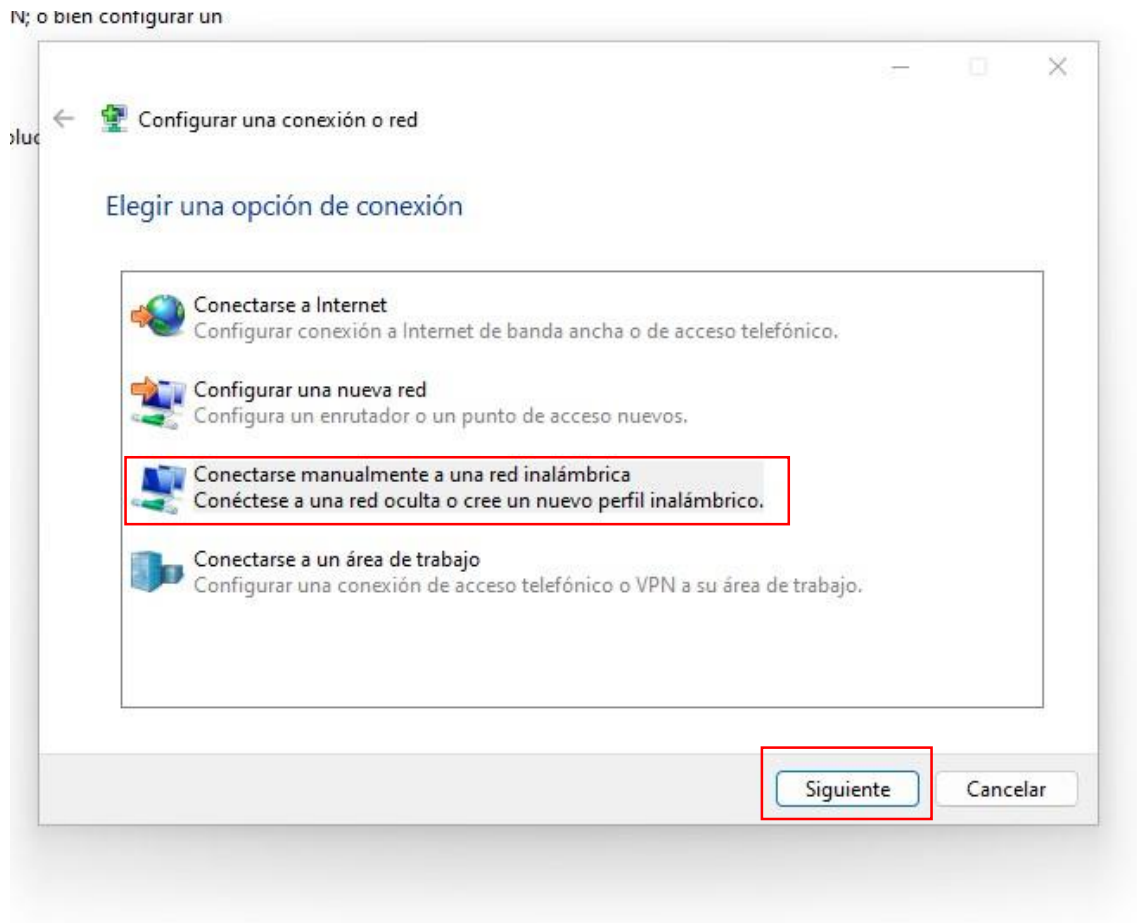 N; o bien configurar un
Configurar una conexión o red
Elegir una opción de conexión
Conectarse a Internet
Configurar conexión a Internet de banda ancha o de acceso telefónico.
Configurar una nueva red
Configura un enrutador o un punto de acceso nuevos.
Conectarse manualmente a una red inalámbrica
Conéctese a una red oculta o cree un nuevo perfil inalámbrico.
Conectarse a un área de trabajo
Configurar una conexión de acceso telefónico o VPN a su área de trabajo.
Siguiente
Cancelar